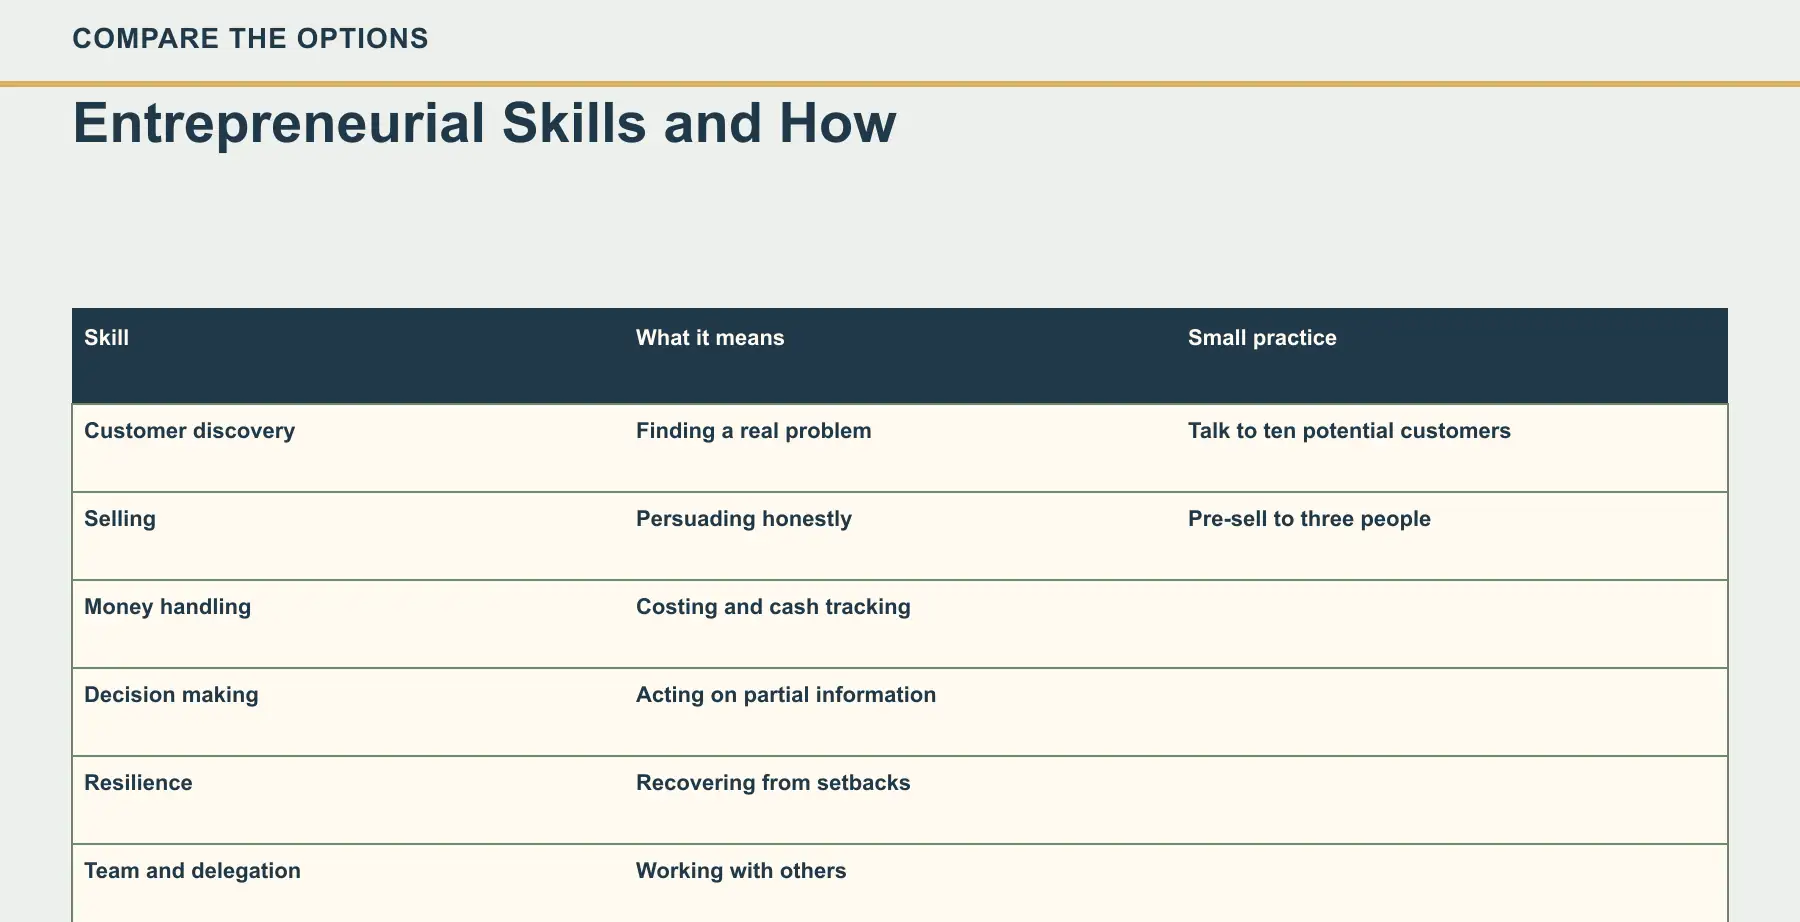 COMPARE THE OPTIONS
Entrepreneurial Skills and How
Skill What it means Small practice
Customer discovery Finding a real problem Talk to ten potential customers
Selling Persuading honestly Pre-sell to three people
Money handling Costing and cash tracking
Decision making Acting on partial information
Resilience Recovering from setbacks
Team and delegation Working with others